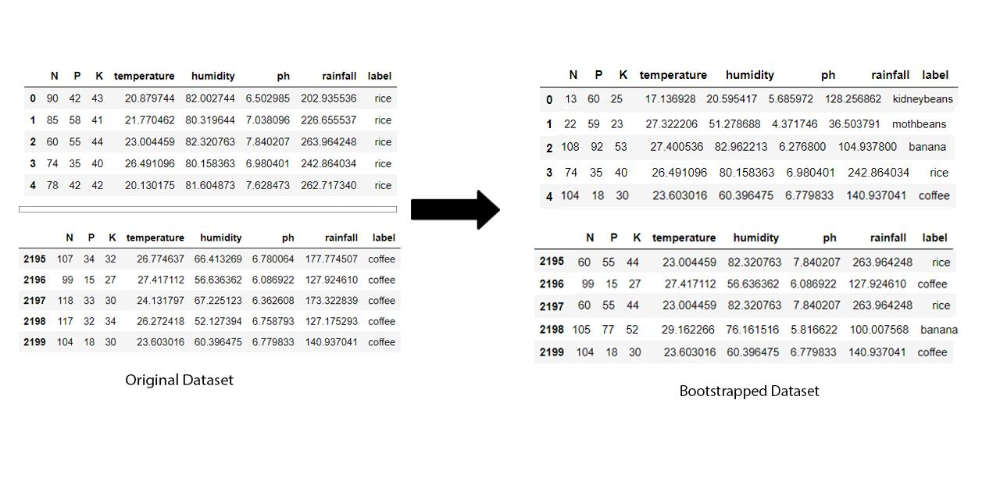 N P K temperature humidity ph rainfall label
0 90 42 43 20.879744 82.002744 6.502985 202.935536 rice
1 85 58 41 21.770462 80.319644 7.038096 226.655537 rice
2 60 55 44 23.004459 82.320763 7.840207 263.964248 rice
3 74 35 40 26.491096 80.158363 6.980401 242.864034 rice
4 78 42 42 20.130175 81.604873 7.628473 262.717340 rice
N P K temperature humidity ph rainfall label
2195 107 34 32 26.774637 66.413269 6.780064 177.774507 coffee
2196 99 15 27 27.417112 56.636362 6.086922 127.924610 coffee
2197 118 33 30 24.131797 67.225123 6.362608 173.322839 coffee
2198 117 32 34 26.272418 52.127394 6.758793 127.175293 coffee
2199 104 18 30 23.603016 60.396475 6.779833 140.937041 coffee
Original Dataset
N P K temperature humidity ph rainfall label
0 13 60 25 17.136928 20.595417 5.685972 128.256862 kidneybeans
1 22 59 23 27.322206 51.278688 4.371746 36.503791 mothbeans
2 108 92 53 27.400536 82.962213 6.276800 104.937800 banana
3 74 35 40 26.491096 80.158363 6.980401 242.864034 rice
4 104 18 30 23.603016 60.396475 6.779833 140.937041 coffee
N P K temperature humidity ph rainfall label
2195 60 55 44 23.004459 82.320763 7.840207 263.964248 rice
2196 99 15 27 27.417112 56.636362 6.086922 127.924610 coffee
2197 60 55 44 23.004459 82.320763 7.840207 263.964248 rice
2198 105 77 52 29.162266 76.161516 5.816622 100.007568 banana
2199 104 18 30 23.603016 60.396475 6.779833 140.937041 coffee
Bootstrapped Dataset